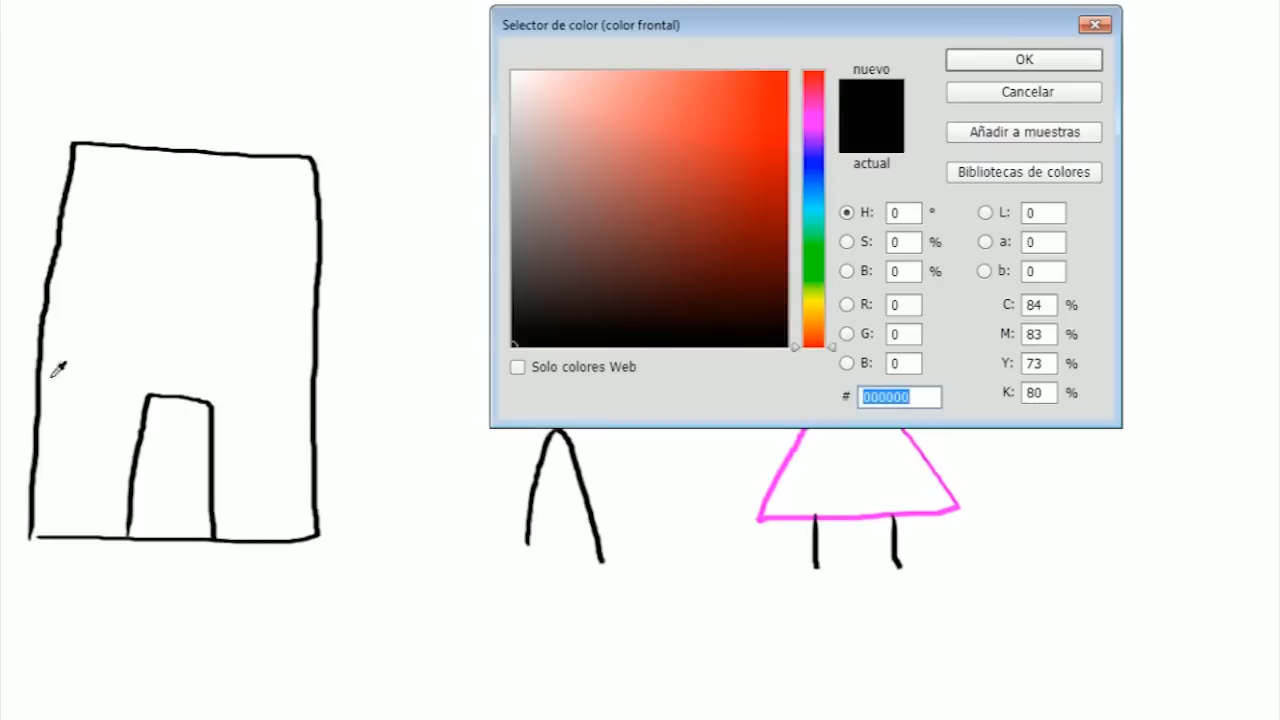 Selector de color (color frontal)
OK
nuevo
Cancelar
Añadir a muestras
actual
Bibliotecas de colores
H: 0 ° L: 0
S: 0 % a: 0
B: 0 % b: 0
R: 0 C: 84 %
G: 0 M: 83 %
B: 0 Y: 73 %
Solo colores Web
# 000000 K: 80 %